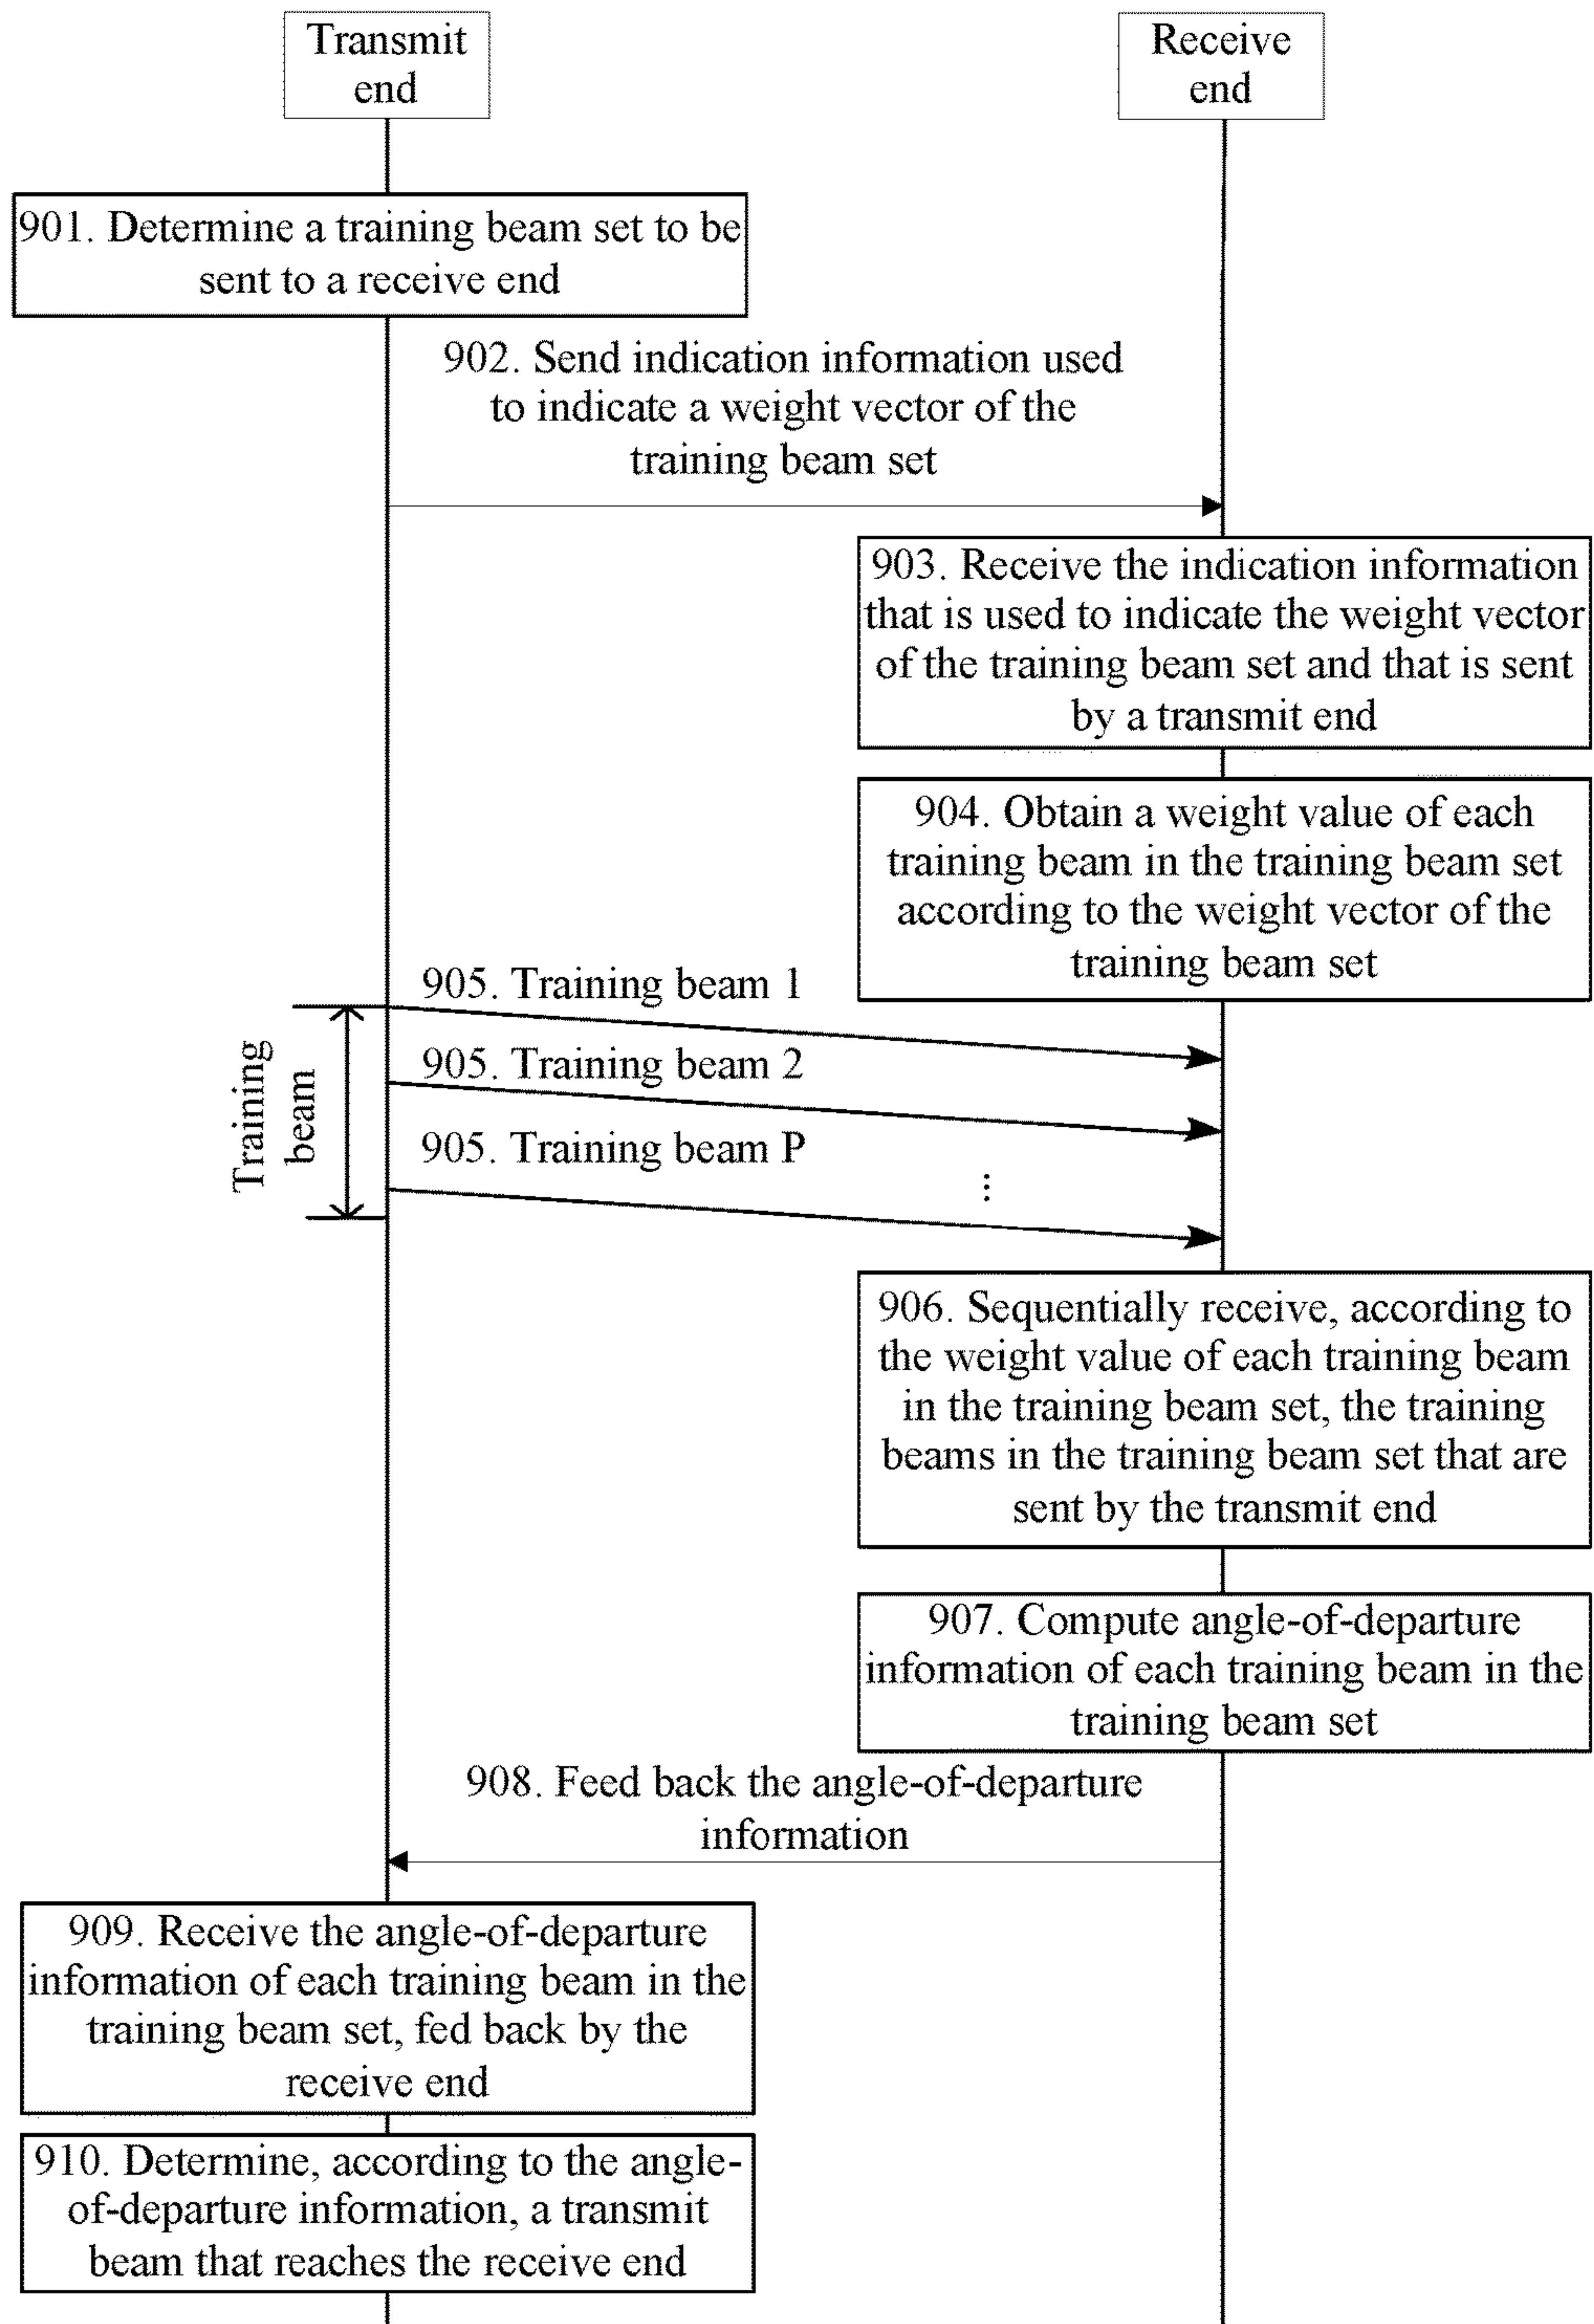 Transmit
end
Receive
end
901. Determine a training beam set to be
sent to a receive end
902. Send indication information used
to indicate a weight vector of the
training beam set
903. Receive the indication information
that is used to indicate the weight vector
of the training beam set and that is sent
by a transmit end
904. Obtain a weight value of each
training beam in the training beam set
according to the weight vector of the
training beam set
905. Training beam 1
905. Training beam 2
905. Training beam P
Training
beam
⋮
906. Sequentially receive, according to
the weight value of each training beam
in the training beam set, the training
beams in the training beam set that are
sent by the transmit end
907. Compute angle-of-departure
information of each training beam in the
training beam set
908. Feed back the angle-of-departure
information
909. Receive the angle-of-departure
information of each training beam in the
training beam set, fed back by the
receive end
910. Determine, according to the angle-
of-departure information, a transmit
beam that reaches the receive end